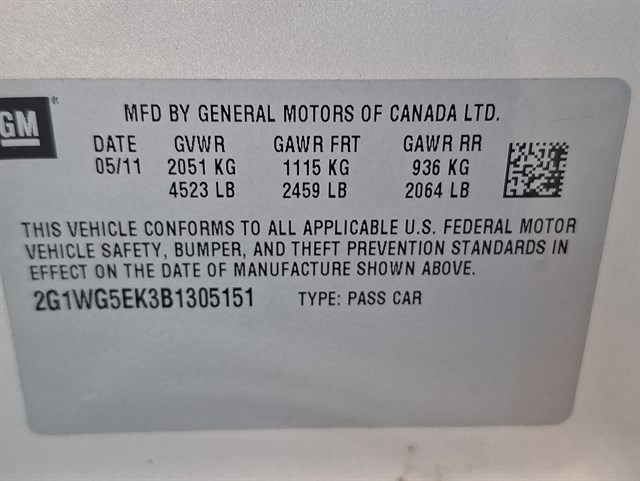 GM
MFD BY GENERAL MOTORS OF CANADA LTD.
DATE GVWR GAWR FRT GAWR RR
05/11 2051 KG 1115 KG 936 KG
4523 LB 2459 LB 2064 LB
THIS VEHICLE CONFORMS TO ALL APPLICABLE U.S. FEDERAL MOTOR
VEHICLE SAFETY, BUMPER, AND THEFT PREVENTION STANDARDS IN
EFFECT ON THE DATE OF MANUFACTURE SHOWN ABOVE.
2G1WG5EK3B1305151 TYPE: PASS CAR